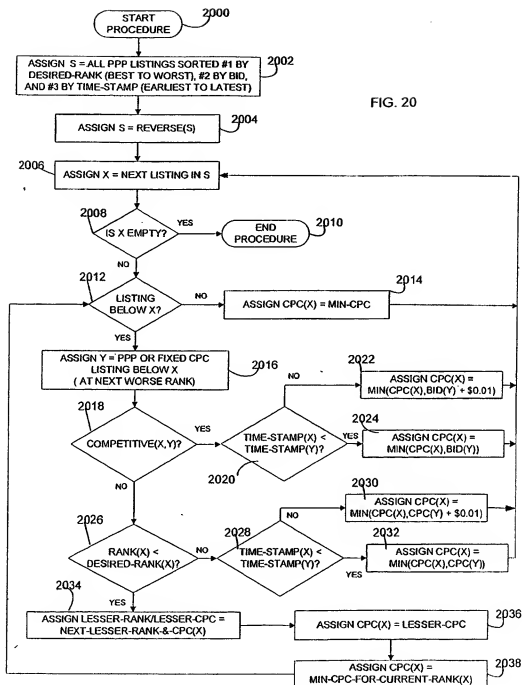 START
PROCEDURE
2000
ASSIGN S = ALL PPP LISTINGS SORTED #1 BY
DESIRED-RANK (BEST TO WORST), #2 BY BID,
AND #3 BY TIME-STAMP (EARLIEST TO LATEST)
2002
FIG. 20
ASSIGN S = REVERSE(S)
2004
2006
ASSIGN X = NEXT LISTING IN S
2008
IS X EMPTY?
YES
END
PROCEDURE
2010
NO
2012
LISTING
BELOW X?
NO
ASSIGN CPC(X) = MIN-CPC
2014
YES
ASSIGN Y = PPP OR FIXED CPC
LISTING BELOW X
( AT NEXT WORSE RANK)
2016
2018
COMPETITIVE(X,Y)?
YES
TIME-STAMP(X) <
TIME-STAMP(Y)?
2020
NO
2022
ASSIGN CPC(X) =
MIN(CPC(X),BID(Y) + $0.01)
YES
2024
ASSIGN CPC(X) =
MIN(CPC(X),BID(Y))
NO
2026
RANK(X) <
DESIRED-RANK(X)?
NO
2028
TIME-STAMP(X) <
TIME-STAMP(Y)?
NO
2030
ASSIGN CPC(X) =
MIN(CPC(X),CPC(Y) + $0.01)
YES
2032
ASSIGN CPC(X) =
MIN(CPC(X),CPC(Y))
YES
2034
ASSIGN LESSER-RANK/LESSER-CPC =
NEXT-LESSER-RANK-&-CPC(X)
ASSIGN CPC(X) = LESSER-CPC
2036
ASSIGN CPC(X) =
MIN-CPC-FOR-CURRENT-RANK(X)
2038